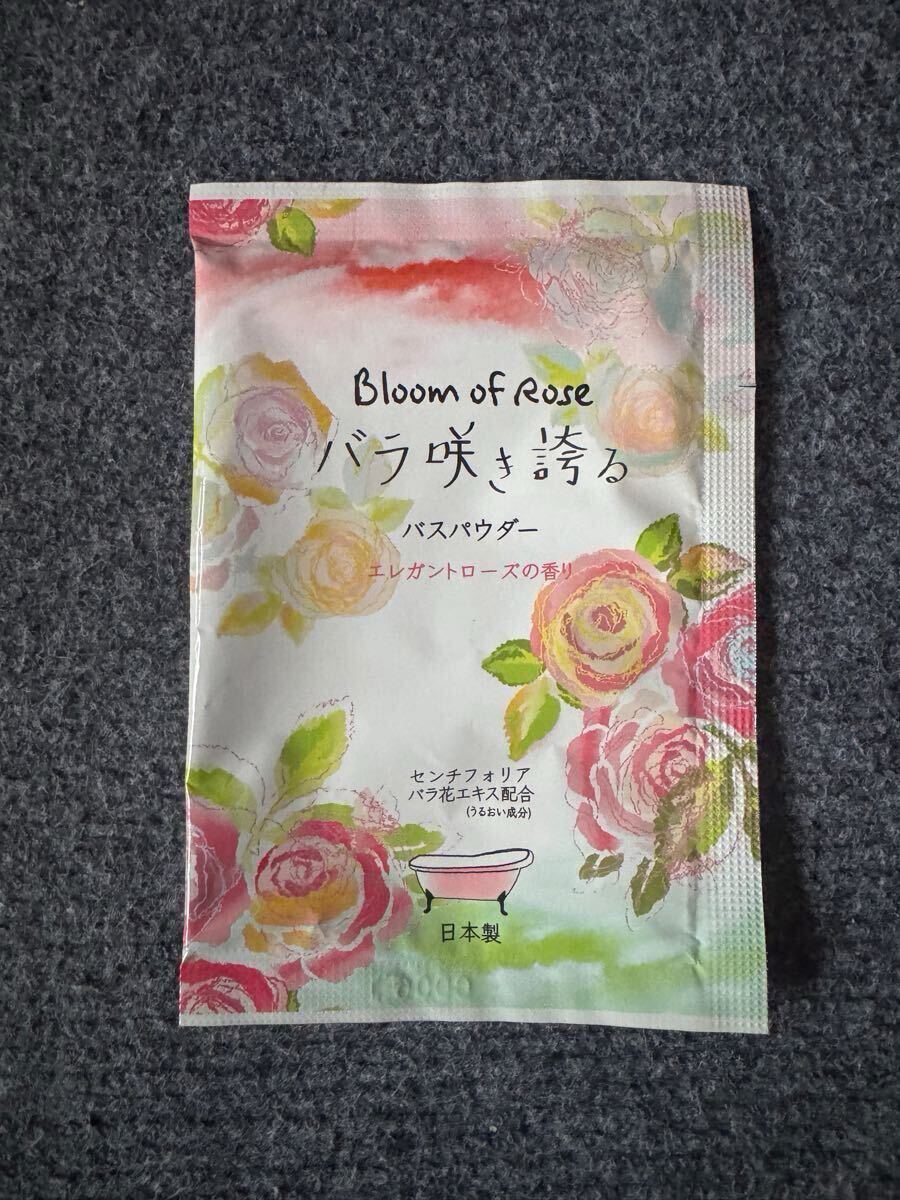 Bloom of Rose
バラ咲き誇る
バスパウダー
エレガントローズの香り
センチフォリア
バラ花エキス配合
(うるおい成分)
日本製